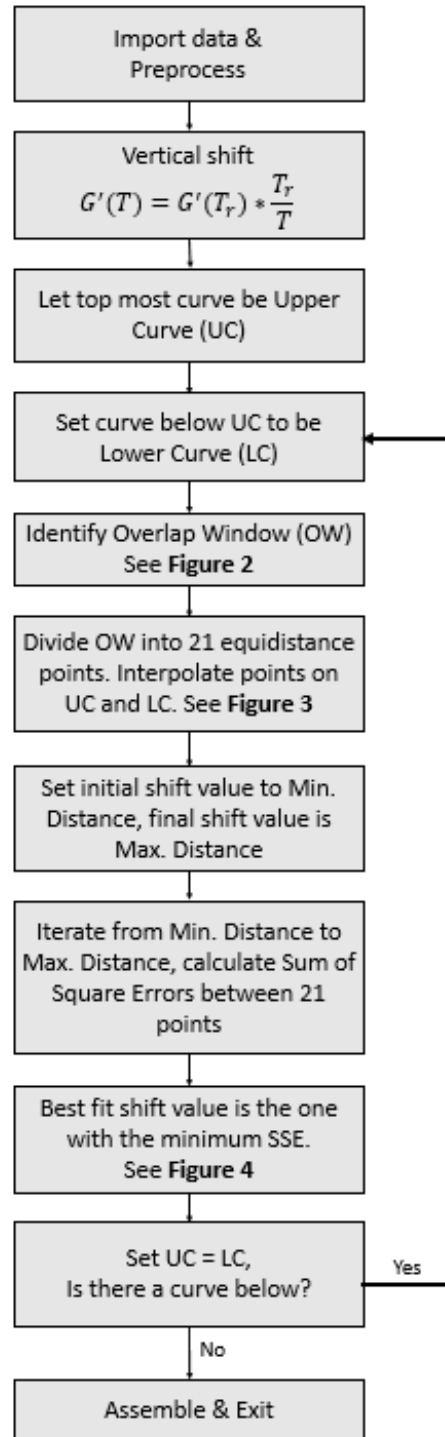 Import data &
Preprocess
Vertical shift
G′(T) = G′(Tᵣ) * Tᵣ/T
Let top most curve be Upper
Curve (UC)
Set curve below UC to be
Lower Curve (LC)
Identify Overlap Window (OW)
See Figure 2
Divide OW into 21 equidistance
points. Interpolate points on
UC and LC. See Figure 3
Set initial shift value to Min.
Distance, final shift value is
Max. Distance
Iterate from Min. Distance to
Max. Distance, calculate Sum of
Square Errors between 21
points
Best fit shift value is the one
with the minimum SSE.
See Figure 4
Set UC = LC,
Is there a curve below?
Yes
No
Assemble & Exit